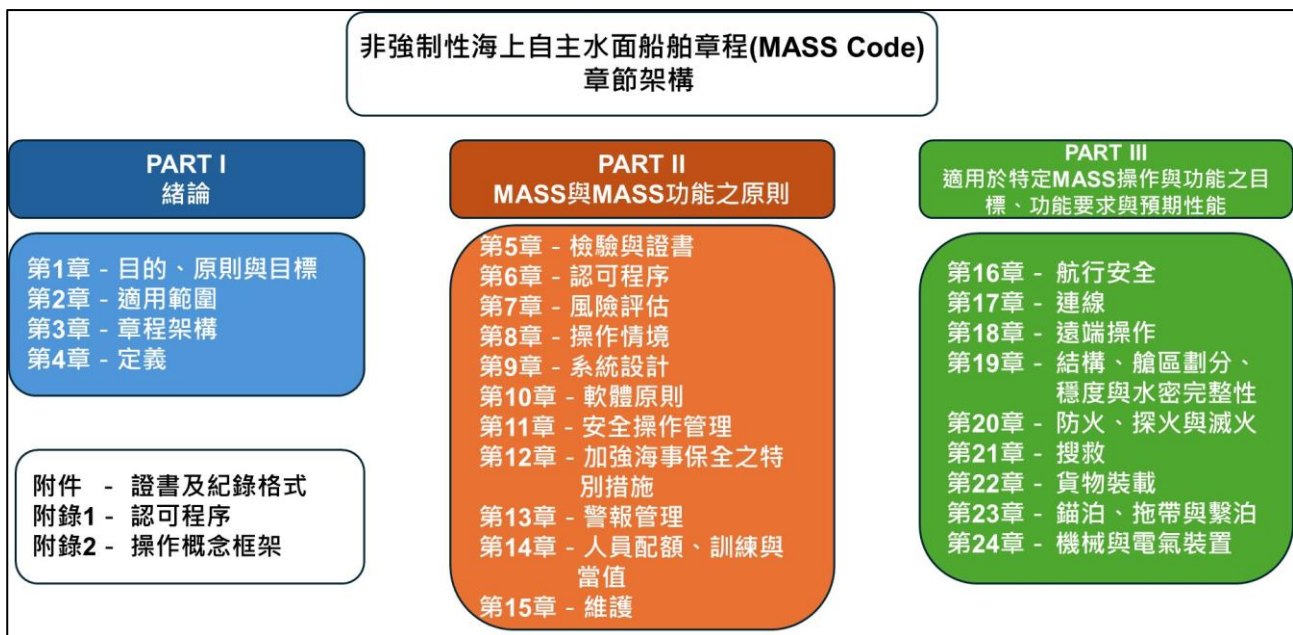 非強制性海上自主水面船舶章程(MASS Code)
章節架構
PART I
緒論
第1章 - 目的、原則與目標
第2章 - 適用範圍
第3章 - 章程架構
第4章 - 定義
附件 - 證書及紀錄格式
附錄1 - 認可程序
附錄2 - 操作概念框架
PART II
MASS與MASS功能之原則
第5章 - 檢驗與證書
第6章 - 認可程序
第7章 - 風險評估
第8章 - 操作情境
第9章 - 系統設計
第10章 - 軟體原則
第11章 - 安全操作管理
第12章 - 加強海事保全之特
別措施
第13章 - 警報管理
第14章 - 人員配額、訓練與
當值
第15章 - 維護
PART III
適用於特定MASS操作與功能之目
標、功能要求與預期性能
第16章 - 航行安全
第17章 - 連線
第18章 - 遠端操作
第19章 - 結構、艙區劃分、
穩度與水密完整性
第20章 - 防火、探火與滅火
第21章 - 搜救
第22章 - 貨物裝載
第23章 - 錨泊、拖帶與繫泊
第24章 - 機械與電氣裝置